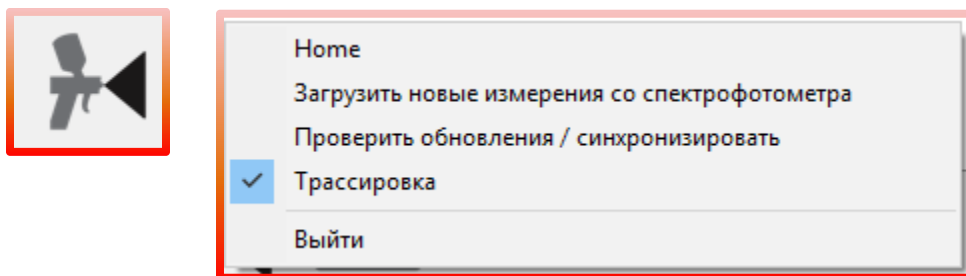 Home
Загрузить новые измерения со спектрофотометра
Проверить обновления / синхронизировать
Трассировка
Выйти